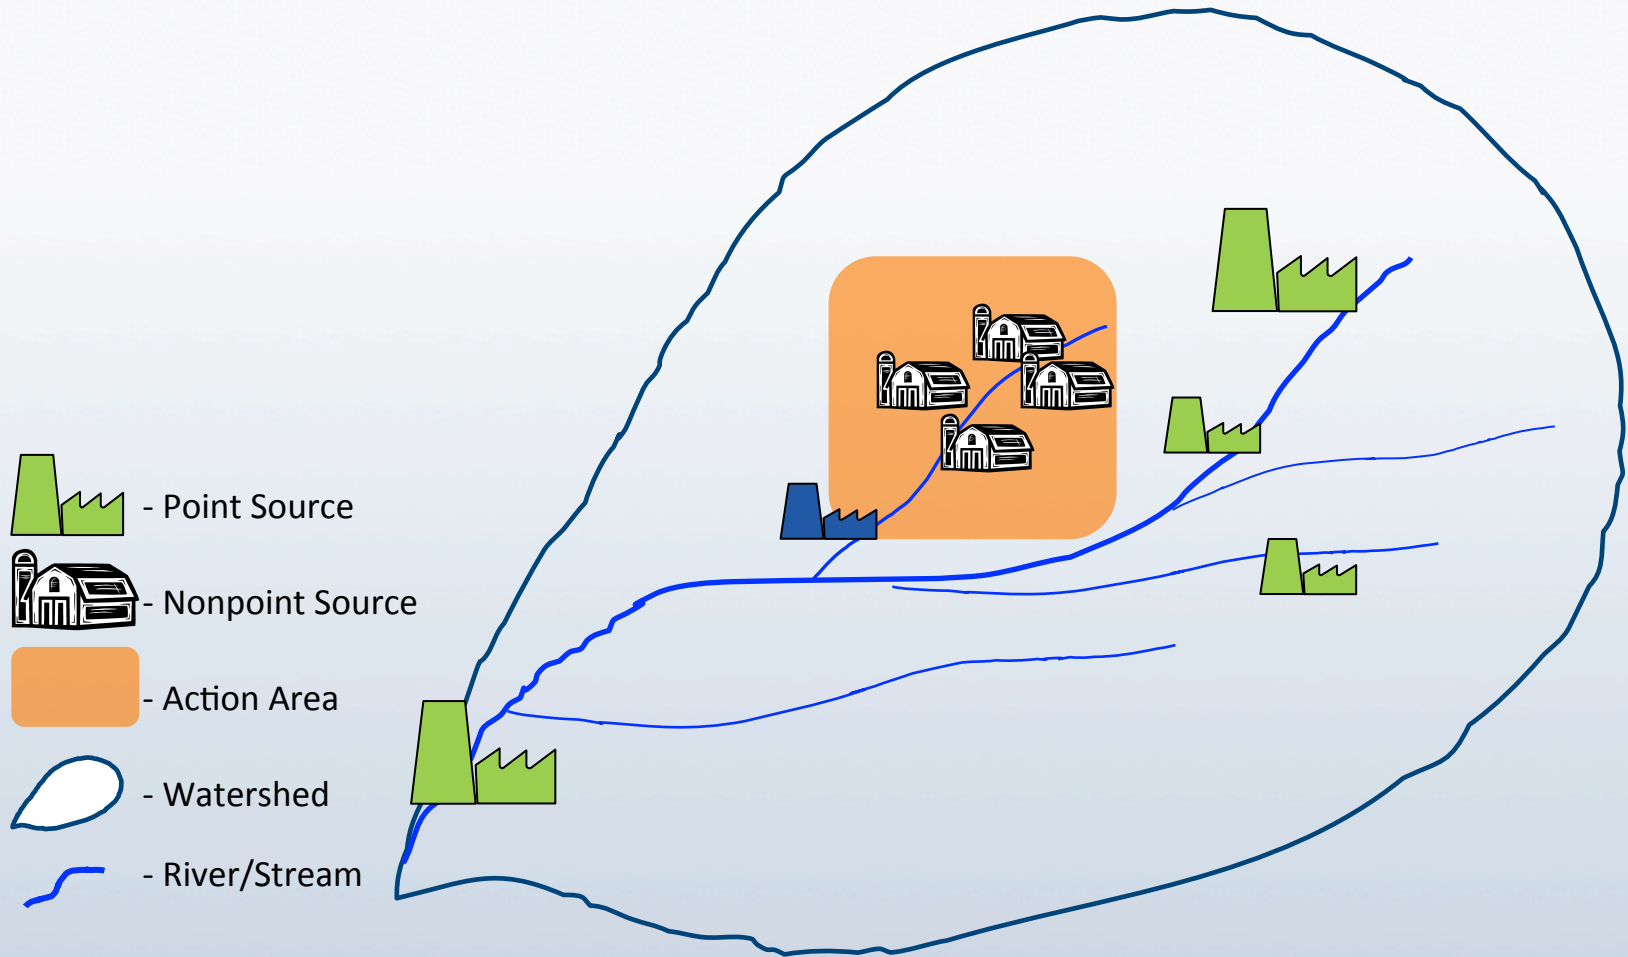 - Point Source
- Nonpoint Source
- Action Area
- Watershed
- River/Stream